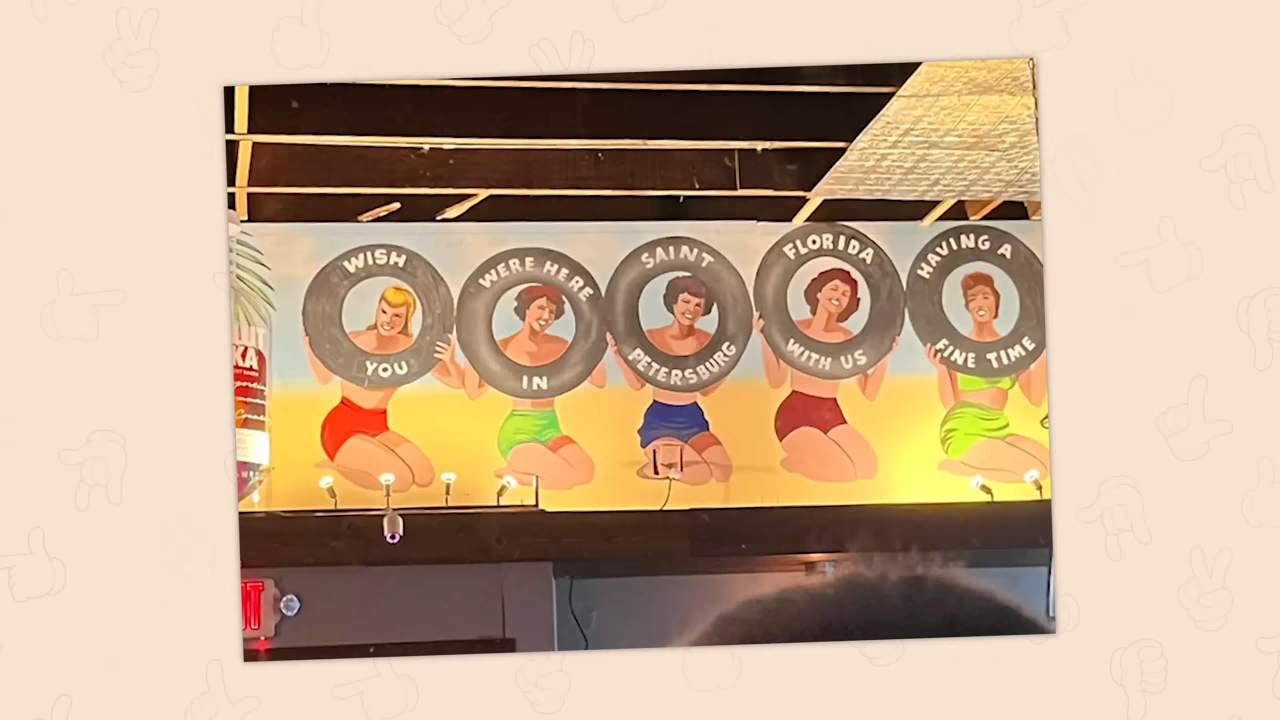 WISH
YOU
WERE HERE
IN
SAINT
PETERSBURG
FLORIDA
WITH US
HAVING A
FINE TIME